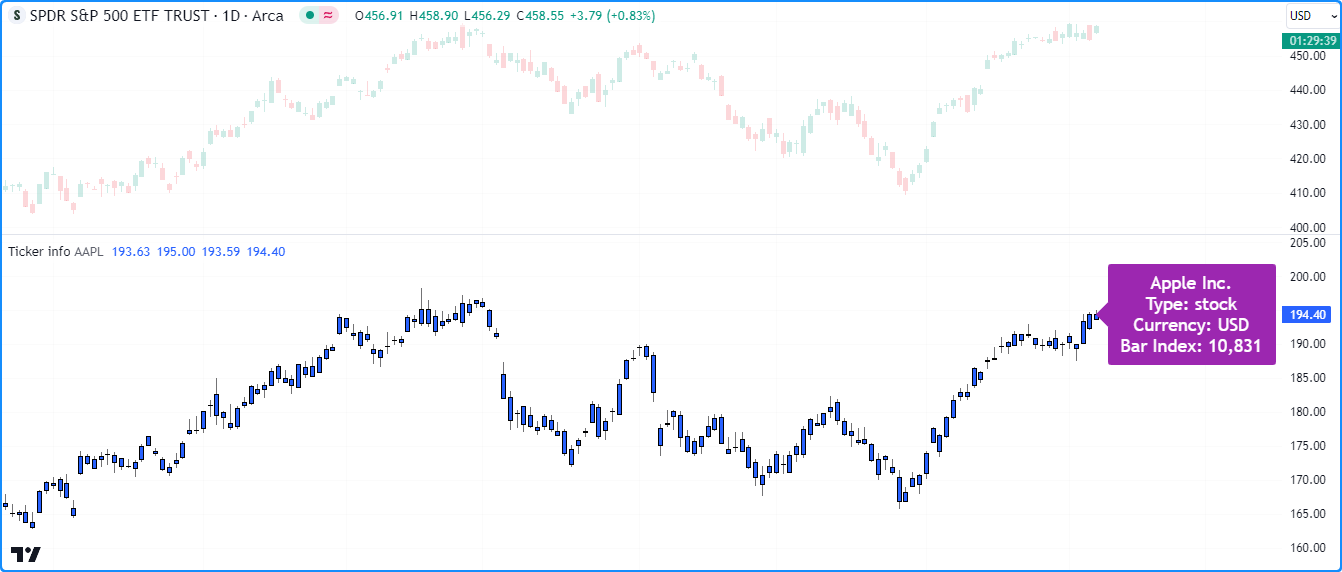 S SPDR S&P 500 ETF TRUST · 1D · Arca ≈ O456.91 H458.90 L456.29 C458.55 +3.79 (+0.83%)
USD
01:29:39
450.00
440.00
430.00
420.00
410.00
400.00
Ticker info AAPL 193.63 195.00 193.59 194.40
205.00
200.00
194.40
190.00
185.00
180.00
175.00
170.00
165.00
160.00
Apple Inc.
Type: stock
Currency: USD
Bar Index: 10,831
TV